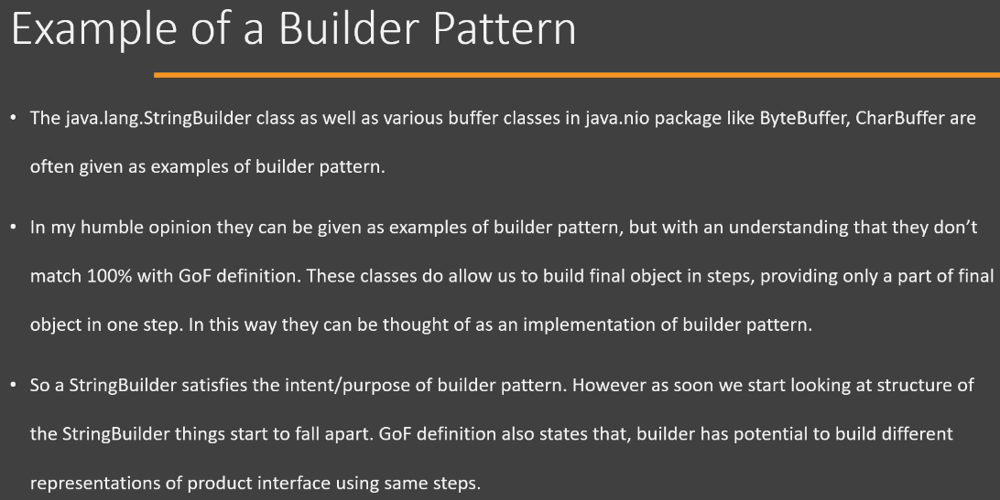 Example of a Builder Pattern
• The java.lang.StringBuilder class as well as various buffer classes in java.nio package like ByteBuffer, CharBuffer are
often given as examples of builder pattern.
• In my humble opinion they can be given as examples of builder pattern, but with an understanding that they don’t
match 100% with GoF definition. These classes do allow us to build final object in steps, providing only a part of final
object in one step. In this way they can be thought of as an implementation of builder pattern.
• So a StringBuilder satisfies the intent/purpose of builder pattern. However as soon we start looking at structure of
the StringBuilder things start to fall apart. GoF definition also states that, builder has potential to build different
representations of product interface using same steps.